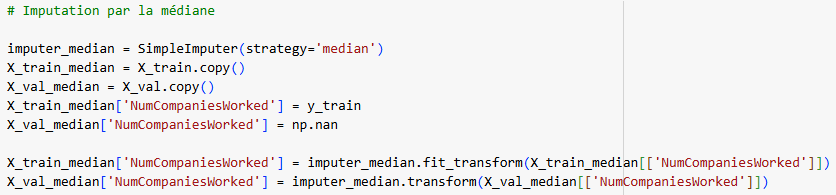 # Imputation par la médiane
imputer_median = SimpleImputer(strategy='median')
X_train_median = X_train.copy()
X_val_median = X_val.copy()
X_train_median['NumCompaniesWorked'] = y_train
X_val_median['NumCompaniesWorked'] = np.nan
X_train_median['NumCompaniesWorked'] = imputer_median.fit_transform(X_train_median[['NumCompaniesWorked']])
X_val_median['NumCompaniesWorked'] = imputer_median.transform(X_val_median[['NumCompaniesWorked']])